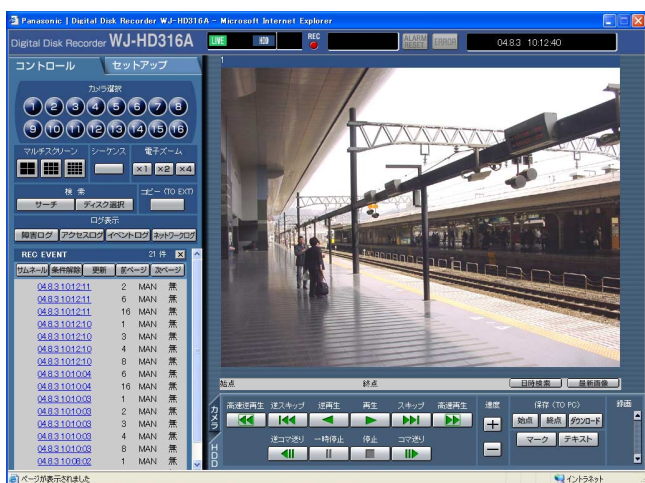 Panasonic | Digital Disk Recorder WJ-HD316A - Microsoft Internet Explorer
Digital Disk Recorder WJ-HD316A
LIVE HDD REC ALARM RESET ERROR 04.8.3 10:12:40
コントロール セットアップ
1
カメラ選択
1 2 3 4 5 6 7 8
9 10 11 12 13 14 15 16
マルチスクリーン シーケンス 電子ズーム
×1 ×2 ×4
検 索 コピー (TO EXT)
サーチ ディスク選択
ログ表示
障害ログ アクセスログ イベントログ ネットワークログ
REC EVENT 21 件 X
サムネール 条件解除 更新 前ページ 次ページ
04.8.3 10:12:11 2 MAN 無
04.8.3 10:12:11 6 MAN 無
04.8.3 10:12:11 16 MAN 無
04.8.3 10:12:10 1 MAN 無
04.8.3 10:12:10 3 MAN 無
04.8.3 10:12:10 4 MAN 無
04.8.3 10:12:10 8 MAN 無
04.8.3 10:10:04 6 MAN 無
04.8.3 10:10:04 16 MAN 無
04.8.3 10:10:03 1 MAN 無
04.8.3 10:10:03 2 MAN 無
04.8.3 10:10:03 3 MAN 無
04.8.3 10:10:03 4 MAN 無
04.8.3 10:10:03 8 MAN 無
04.8.3 10:08:02 1 MAN 無
始点 終点 日時検索 最新画像
カメラ
HDD
高速逆再生 逆スキップ 逆再生 再生 スキップ 高速再生 速度 保存 (TO PC) 録画
始点 終点 ダウンロード
逆コマ送り 一時停止 停止 コマ送り マーク テキスト
ページが表示されました イントラネット